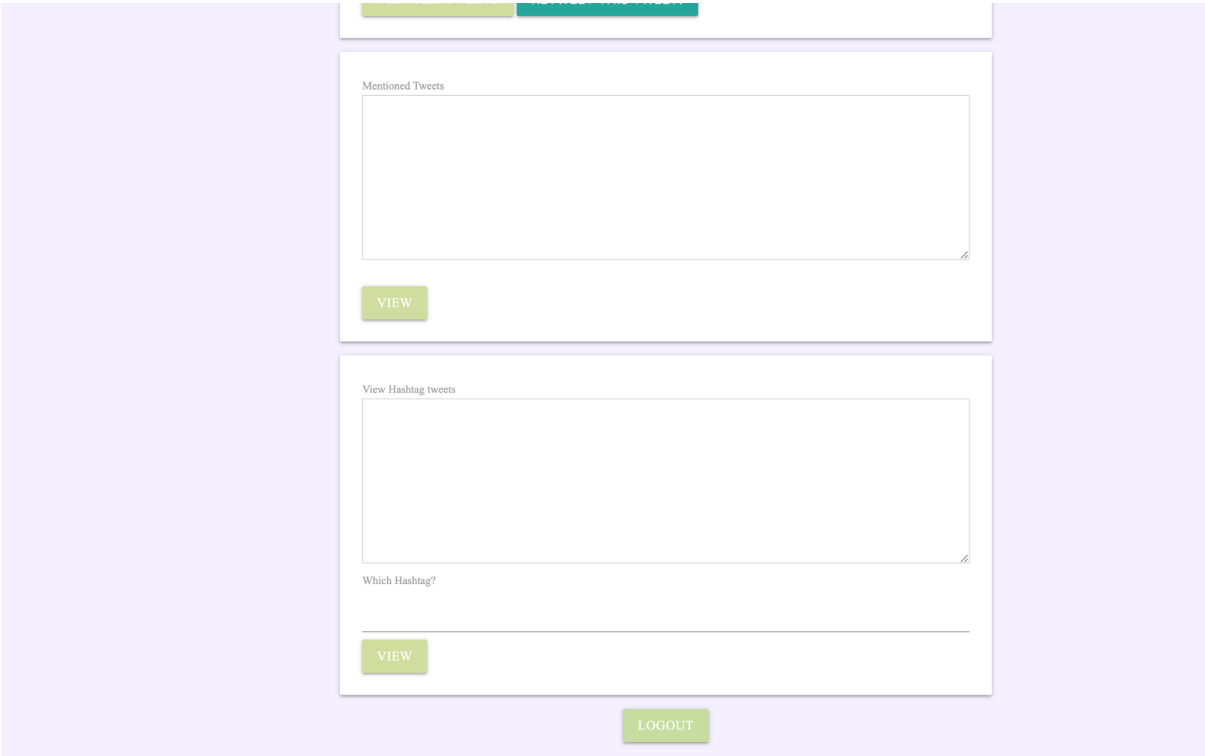 Mentioned Tweets
VIEW
View Hashtag tweets
Which Hashtag?
VIEW
LOGOUT